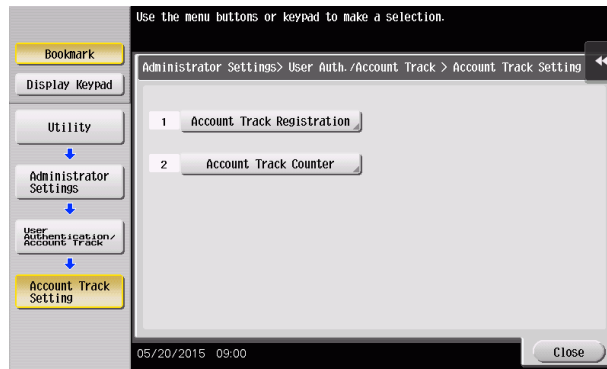 Use the menu buttons or keypad to make a selection.
Bookmark
Display Keypad
Administrator Settings> User Auth./Account Track > Account Track Setting
Utility
Administrator
Settings
User
Authentication/
Account Track
Account Track
Setting
1 Account Track Registration
2 Account Track Counter
05/20/2015 09:00
Close